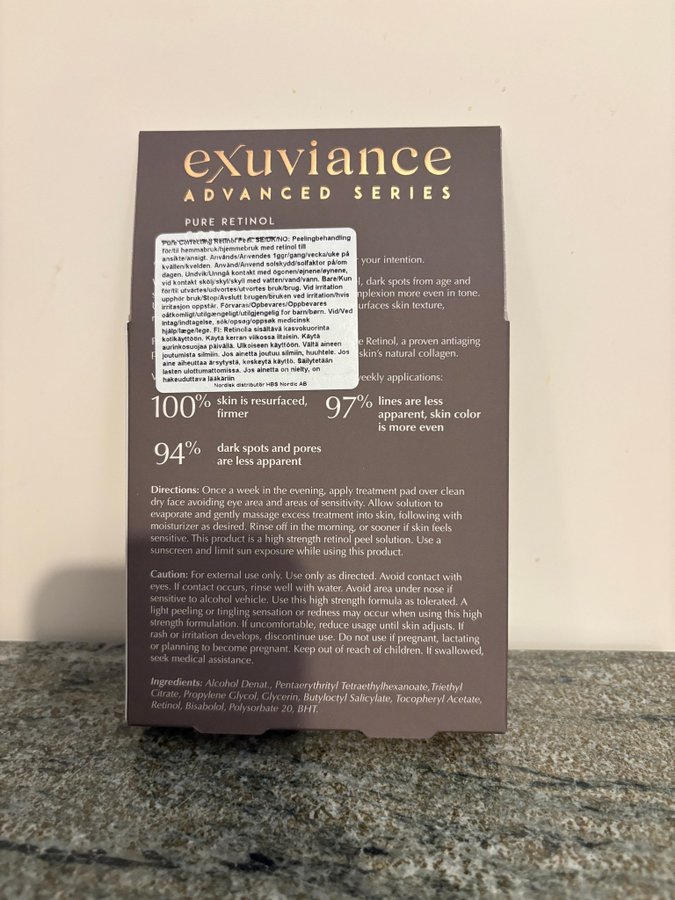 exuviance
ADVANCED SERIES
PURE RETINOL
Pure Correcting Retinol Peel. SE/DK/NO: Peelingbehandling
för/til hemmabruk/hjemmebruk med retinol till
ansikte/ansigt. Används/Anvendes 1ggr/gang/vecka/uke på
kvällen/kvelden. Använd/Anvend solskydd/solfaktor på/om
dagen. Undvik/Unngå kontakt med ögonen/øjnene/øynene,
vid kontakt skölj/skyl/skyll med vatten/vand/vann. Bare/Kun
för/til utvärtes/udvortes/utvortes bruk/brug. Vid irritation
upphör bruk/Stop/Avslutt brugen/bruken ved irritation/hvis
irritasjon oppstår. Förvaras/Opbevares/Oppbevares
oåtkomligt/utilgængeligt/utilgjengelig for barn/børn. Vid/Ved
intag/indtagelse, sök/opsøg/oppsøk medicinsk
hjälp/læge/lege. FI: Retinolia sisältävä kasvokuorinta
kotikäyttöön. Käytä kerran viikossa iltaisin. Käytä
aurinkosuojaa päivällä. Ulkoiseen käyttöön. Vältä aineen
joutumista silmiin. Jos ainetta joutuu silmiin, huuhtele. Jos
aine aiheuttaa ärsytystä, keskeytä käyttö. Säilytetään
lasten ulottumattomissa. Jos ainetta on nielty, on
hakeuduttava lääkäriin
Nordisk distributör HBS Nordic AB
your intention.
, dark spots from age and
mplexion more even in tone.
urfaces skin texture,
e Retinol, a proven antiaging
skin's natural collagen.
weekly applications:
100% skin is resurfaced, firmer
97% lines are less apparent, skin color is more even
94% dark spots and pores are less apparent
Directions: Once a week in the evening, apply treatment pad over clean
dry face avoiding eye area and areas of sensitivity. Allow solution to
evaporate and gently massage excess treatment into skin, following with
moisturizer as desired. Rinse off in the morning, or sooner if skin feels
sensitive. This product is a high strength retinol peel solution. Use a
sunscreen and limit sun exposure while using this product.
Caution: For external use only. Use only as directed. Avoid contact with
eyes. If contact occurs, rinse well with water. Avoid area under nose if
sensitive to alcohol vehicle. Use this high strength formula as tolerated. A
light peeling or tingling sensation or redness may occur when using this high
strength formulation. If uncomfortable, reduce usage until skin adjusts. If
rash or irritation develops, discontinue use. Do not use if pregnant, lactating
or planning to become pregnant. Keep out of reach of children. If swallowed,
seek medical assistance.
Ingredients: Alcohol Denat., Pentaerythrityl Tetraethylhexanoate, Triethyl
Citrate, Propylene Glycol, Glycerin, Butyloctyl Salicylate, Tocopheryl Acetate,
Retinol, Bisabolol, Polysorbate 20, BHT.